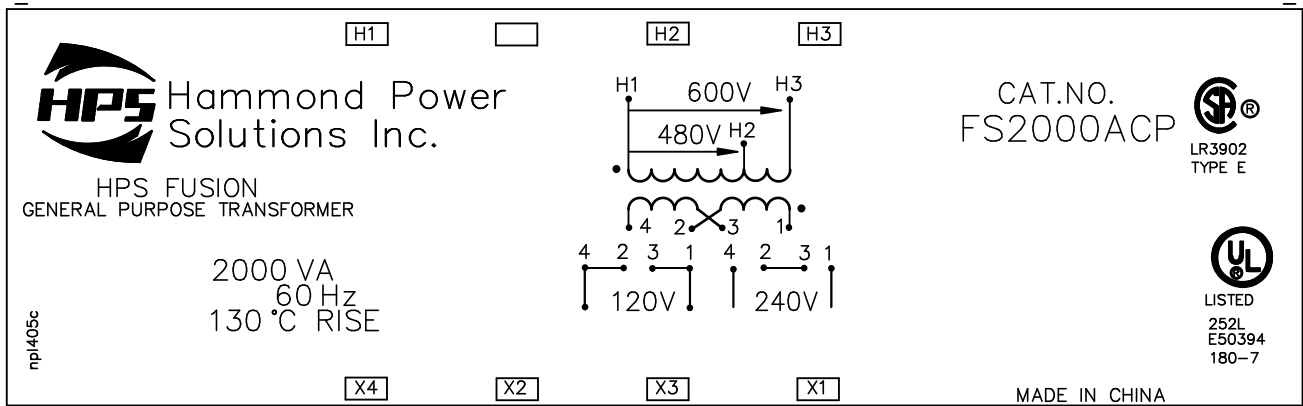 H1 H2 H3
HPS
Hammond Power
Solutions Inc.
HPS FUSION
GENERAL PURPOSE TRANSFORMER
2000 VA
60 Hz
130 °C RISE
npl405c
H1 600V H3
480V H2
4 2 3 1
4 2 3 1 4 2 3 1
120V 240V
CAT.NO.
FS2000ACP
SA ®
LR3902
TYPE E
UL ®
LISTED
252L
E50394
180-7
X4 X2 X3 X1
MADE IN CHINA